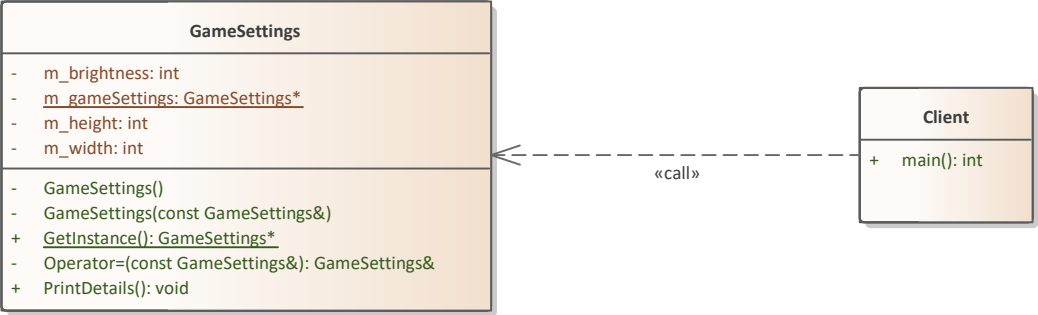 GameSettings
- m_brightness: int
- m_gameSettings: GameSettings*
- m_height: int
- m_width: int
- GameSettings()
- GameSettings(const GameSettings&)
+ GetInstance(): GameSettings*
- Operator=(const GameSettings&): GameSettings&
+ PrintDetails(): void
«call»
Client
+ main(): int